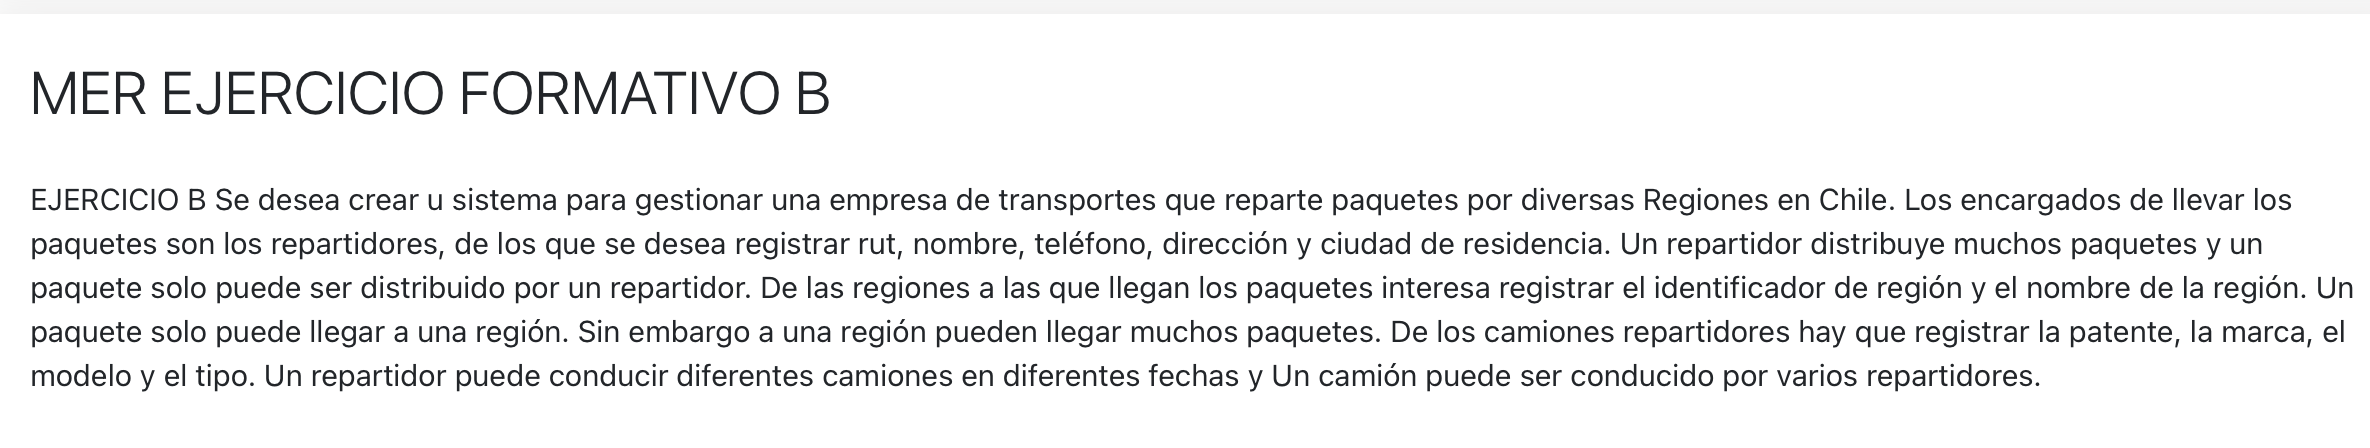 MER EJERCICIO FORMATIVO B
EJERCICIO B Se desea crear u sistema para gestionar una empresa de transportes que reparte paquetes por diversas Regiones en Chile. Los encargados de llevar los
paquetes son los repartidores, de los que se desea registrar rut, nombre, teléfono, dirección y ciudad de residencia. Un repartidor distribuye muchos paquetes y un
paquete solo puede ser distribuido por un repartidor. De las regiones a las que llegan los paquetes interesa registrar el identificador de región y el nombre de la región. Un
paquete solo puede llegar a una región. Sin embargo a una región pueden llegar muchos paquetes. De los camiones repartidores hay que registrar la patente, la marca, el
modelo y el tipo. Un repartidor puede conducir diferentes camiones en diferentes fechas y Un camión puede ser conducido por varios repartidores.